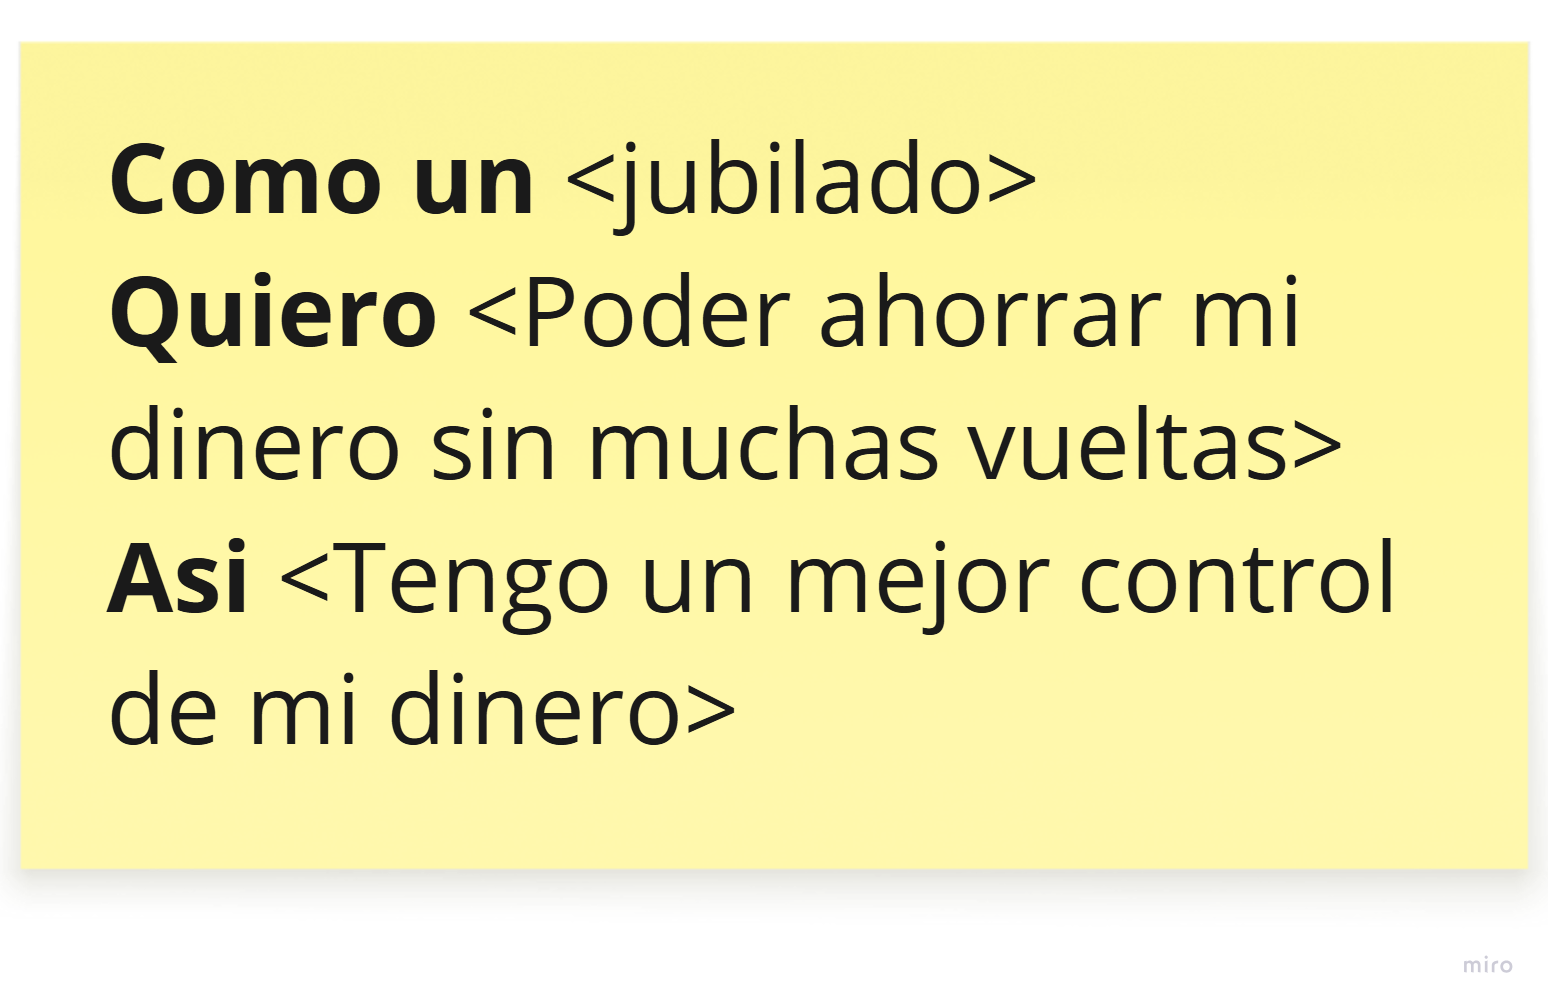 Como un <jubilado>
Quiero <Poder ahorrar mi
dinero sin muchas vueltas>
Asi <Tengo un mejor control
de mi dinero>
miro